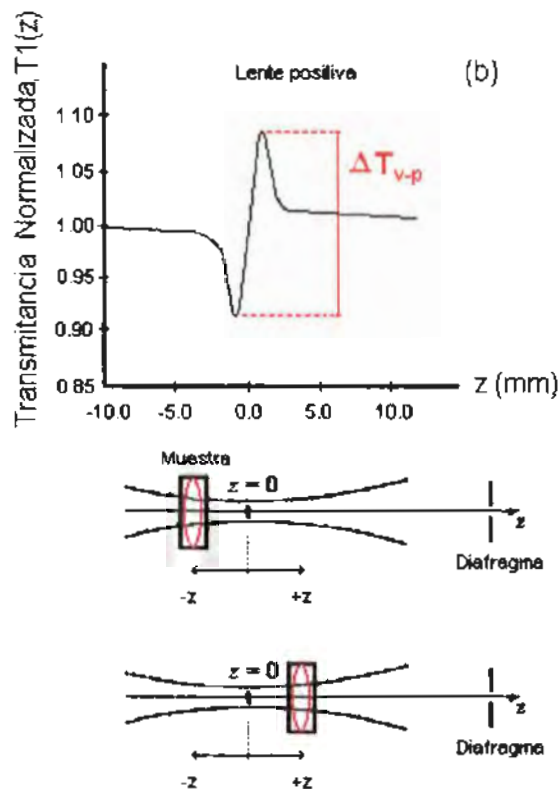 Lente positiva
(b)
Transmitancia Normalizada,T1(z)
1.10
1.05
1.00
0.95
0.90
0.85
ΔTv-p
-10.0 -5.0 0.0 5.0 10.0
z (mm)
Muestra
z = 0
z
Diafragma
-z +z
z = 0
z
Diafragma
-z +z